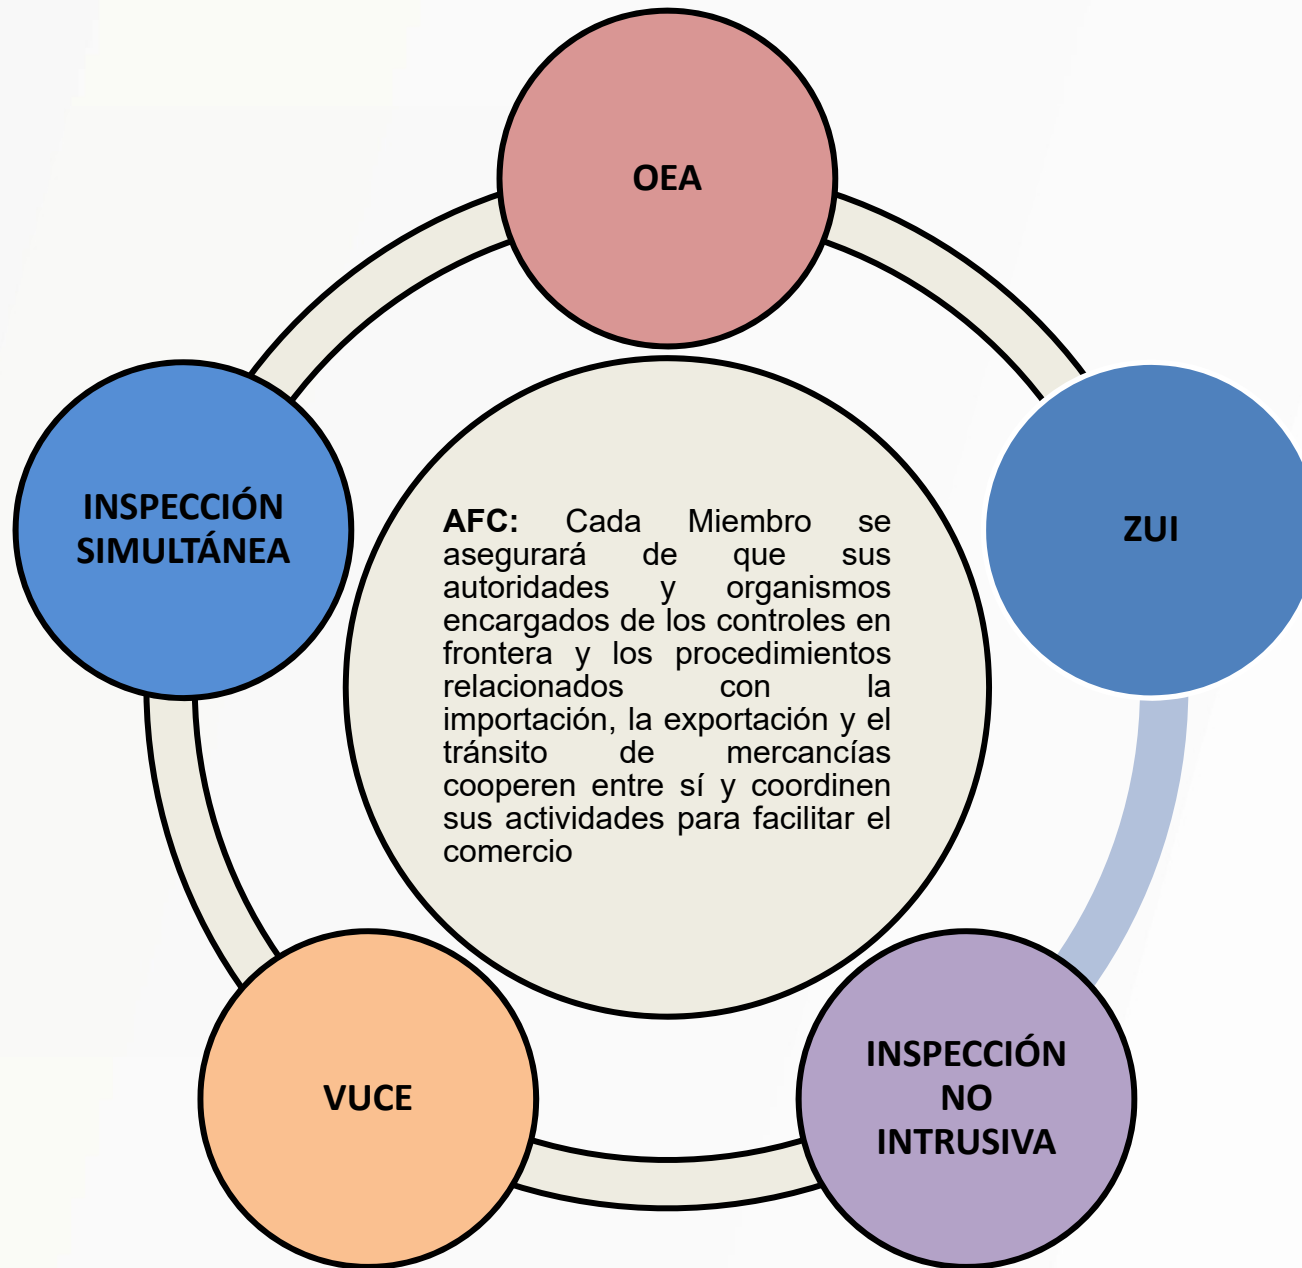 OEA
INSPECCIÓN
SIMULTÁNEA
ZUI
AFC: Cada Miembro se
asegurará de que sus
autoridades y organismos
encargados de los controles en
frontera y los procedimientos
relacionados con la
importación, la exportación y el
tránsito de mercancías
cooperen entre sí y coordinen
sus actividades para facilitar el
comercio
VUCE
INSPECCIÓN
NO
INTRUSIVA